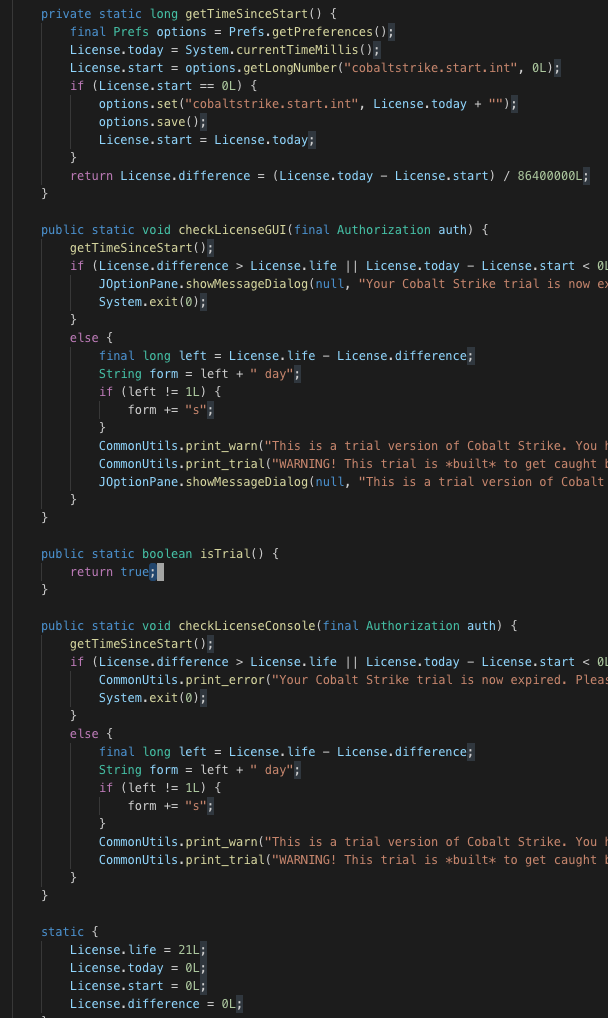 private static long getTimeSinceStart() {
final Prefs options = Prefs.getPreferences();
License.today = System.currentTimeMillis();
License.start = options.getLongNumber("cobaltstrike.start.int", 0L);
if (License.start == 0L) {
options.set("cobaltstrike.start.int", License.today + "");
options.save();
License.start = License.today;
}
return License.difference = (License.today - License.start) / 86400000L;
}
public static void checkLicenseGUI(final Authorization auth) {
getTimeSinceStart();
if (License.difference > License.life || License.today - License.start < 0L
JOptionPane.showMessageDialog(null, "Your Cobalt Strike trial is now ex
System.exit(0);
}
else {
final long left = License.life - License.difference;
String form = left + " day";
if (left != 1L) {
form += "s";
}
CommonUtils.print_warn("This is a trial version of Cobalt Strike. You h
CommonUtils.print_trial("WARNING! This trial is *built* to get caught b
JOptionPane.showMessageDialog(null, "This is a trial version of Cobalt
}
}
public static boolean isTrial() {
return true;
}
public static void checkLicenseConsole(final Authorization auth) {
getTimeSinceStart();
if (License.difference > License.life || License.today - License.start < 0L
CommonUtils.print_error("Your Cobalt Strike trial is now expired. Pleas
System.exit(0);
}
else {
final long left = License.life - License.difference;
String form = left + " day";
if (left != 1L) {
form += "s";
}
CommonUtils.print_warn("This is a trial version of Cobalt Strike. You h
CommonUtils.print_trial("WARNING! This trial is *built* to get caught b
}
}
static {
License.life = 21L;
License.today = 0L;
License.start = 0L;
License.difference = 0L;
}